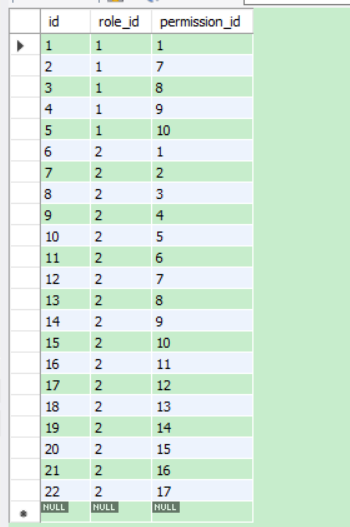 id role_id permission_id
1 1 1
2 1 7
3 1 8
4 1 9
5 1 10
6 2 1
7 2 2
8 2 3
9 2 4
10 2 5
11 2 6
12 2 7
13 2 8
14 2 9
15 2 10
16 2 11
17 2 12
18 2 13
19 2 14
20 2 15
21 2 16
22 2 17
NULL NULL NULL